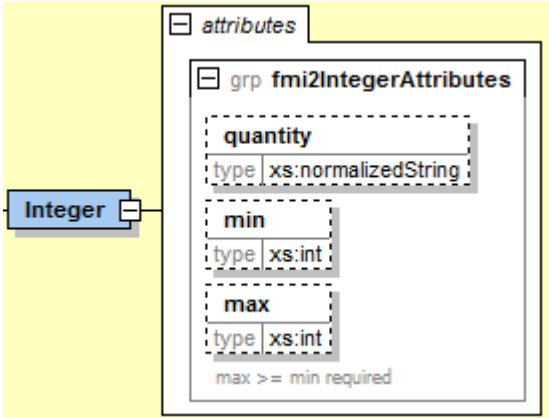 attributes
grp fmi2IntegerAttributes
quantity
type xs:normalizedString
Integer
min
type xs:int
max
type xs:int
max >= min required